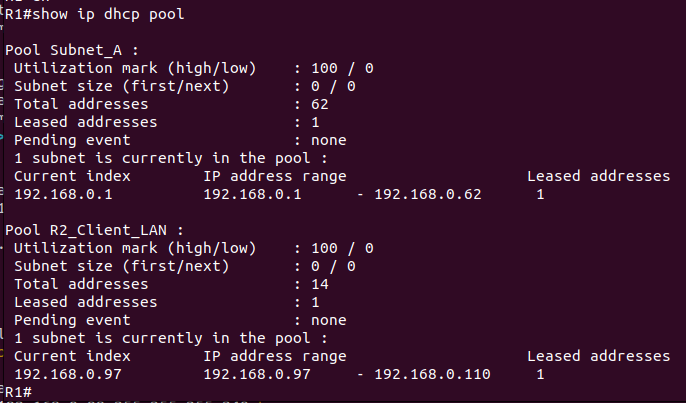 R1#show ip dhcp pool
Pool Subnet_A :
Utilization mark (high/low)    : 100 / 0
Subnet size (first/next)       : 0 / 0
Total addresses                : 62
Leased addresses               : 1
Pending event                  : none
1 subnet is currently in the pool :
Current index        IP address range                    Leased addresses
192.168.0.1          192.168.0.1      - 192.168.0.62      1
Pool R2_Client_LAN :
Utilization mark (high/low)    : 100 / 0
Subnet size (first/next)       : 0 / 0
Total addresses                : 14
Leased addresses               : 1
Pending event                  : none
1 subnet is currently in the pool :
Current index        IP address range                    Leased addresses
192.168.0.97         192.168.0.97     - 192.168.0.110     1
R1#